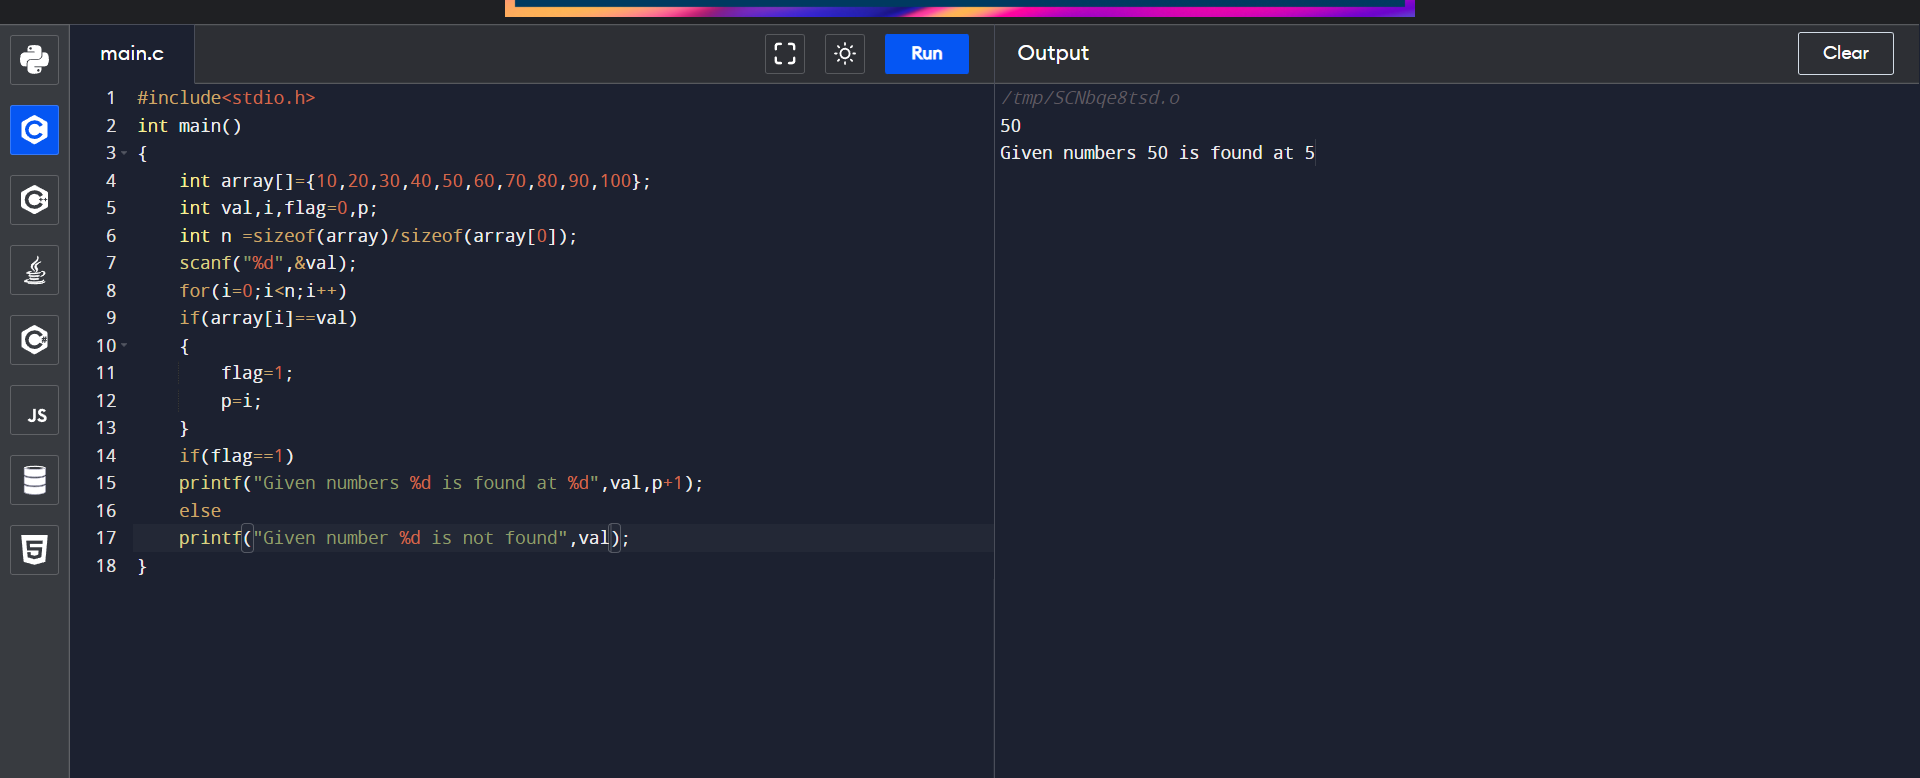 main.c
Run
Output
Clear
JS
1 #include<stdio.h>
2 int main()
3 {
4     int array[]={10,20,30,40,50,60,70,80,90,100};
5     int val,i,flag=0,p;
6     int n =sizeof(array)/sizeof(array[0]);
7     scanf("%d",&val);
8     for(i=0;i<n;i++)
9     if(array[i]==val)
10     {
11         flag=1;
12         p=i;
13     }
14     if(flag==1)
15     printf("Given numbers %d is found at %d",val,p+1);
16     else
17     printf("Given number %d is not found",val);
18 }
/tmp/SCNbqe8tsd.o
50
Given numbers 50 is found at 5